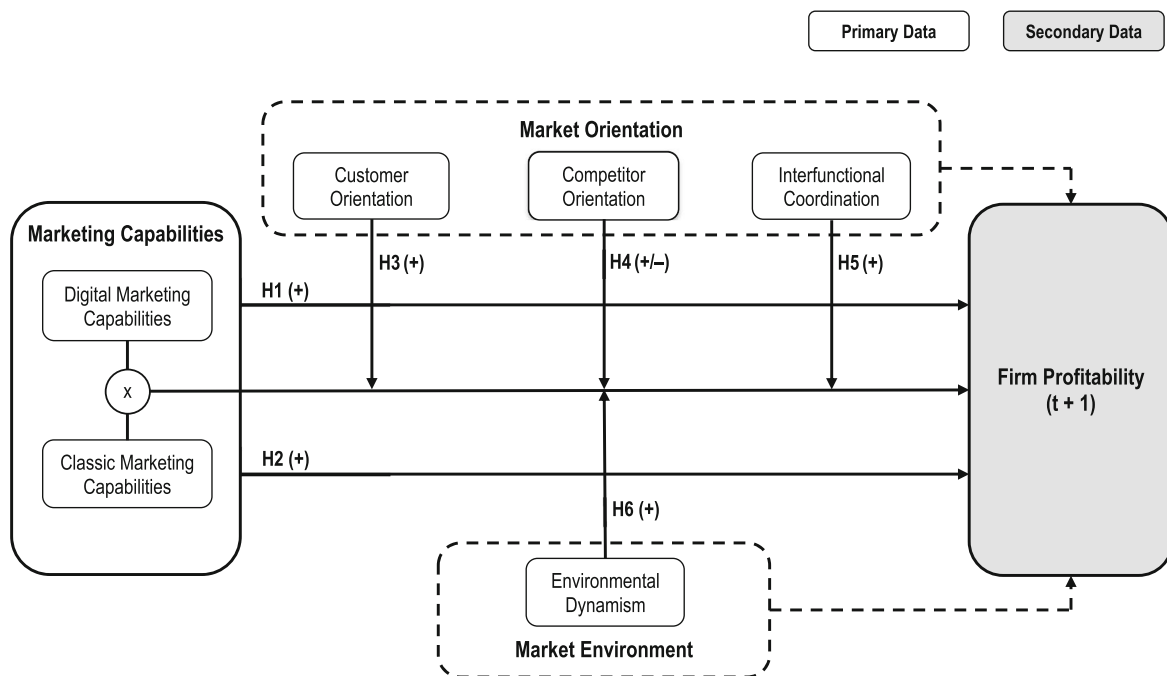 Primary Data
Secondary Data
Market Orientation
Customer
Orientation
Competitor
Orientation
Interfunctional
Coordination
Marketing Capabilities
H3 (+)
H4 (+/–)
H5 (+)
Digital Marketing
Capabilities
H1 (+)
x
Firm Profitability
(t + 1)
Classic Marketing
Capabilities
H2 (+)
H6 (+)
Environmental
Dynamism
Market Environment